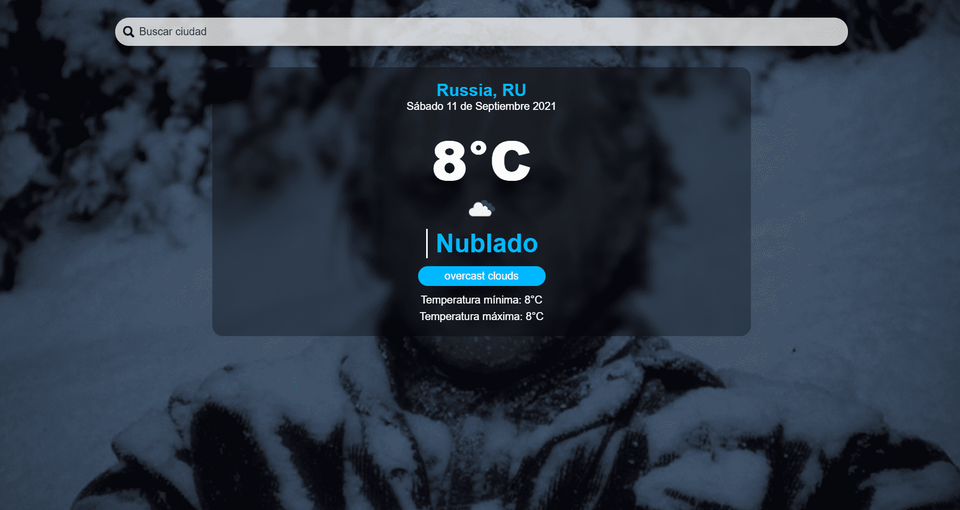 Buscar ciudad
Russia, RU
Sábado 11 de Septiembre 2021
8°C
Nublado
overcast clouds
Temperatura mínima: 8°C
Temperatura máxima: 8°C